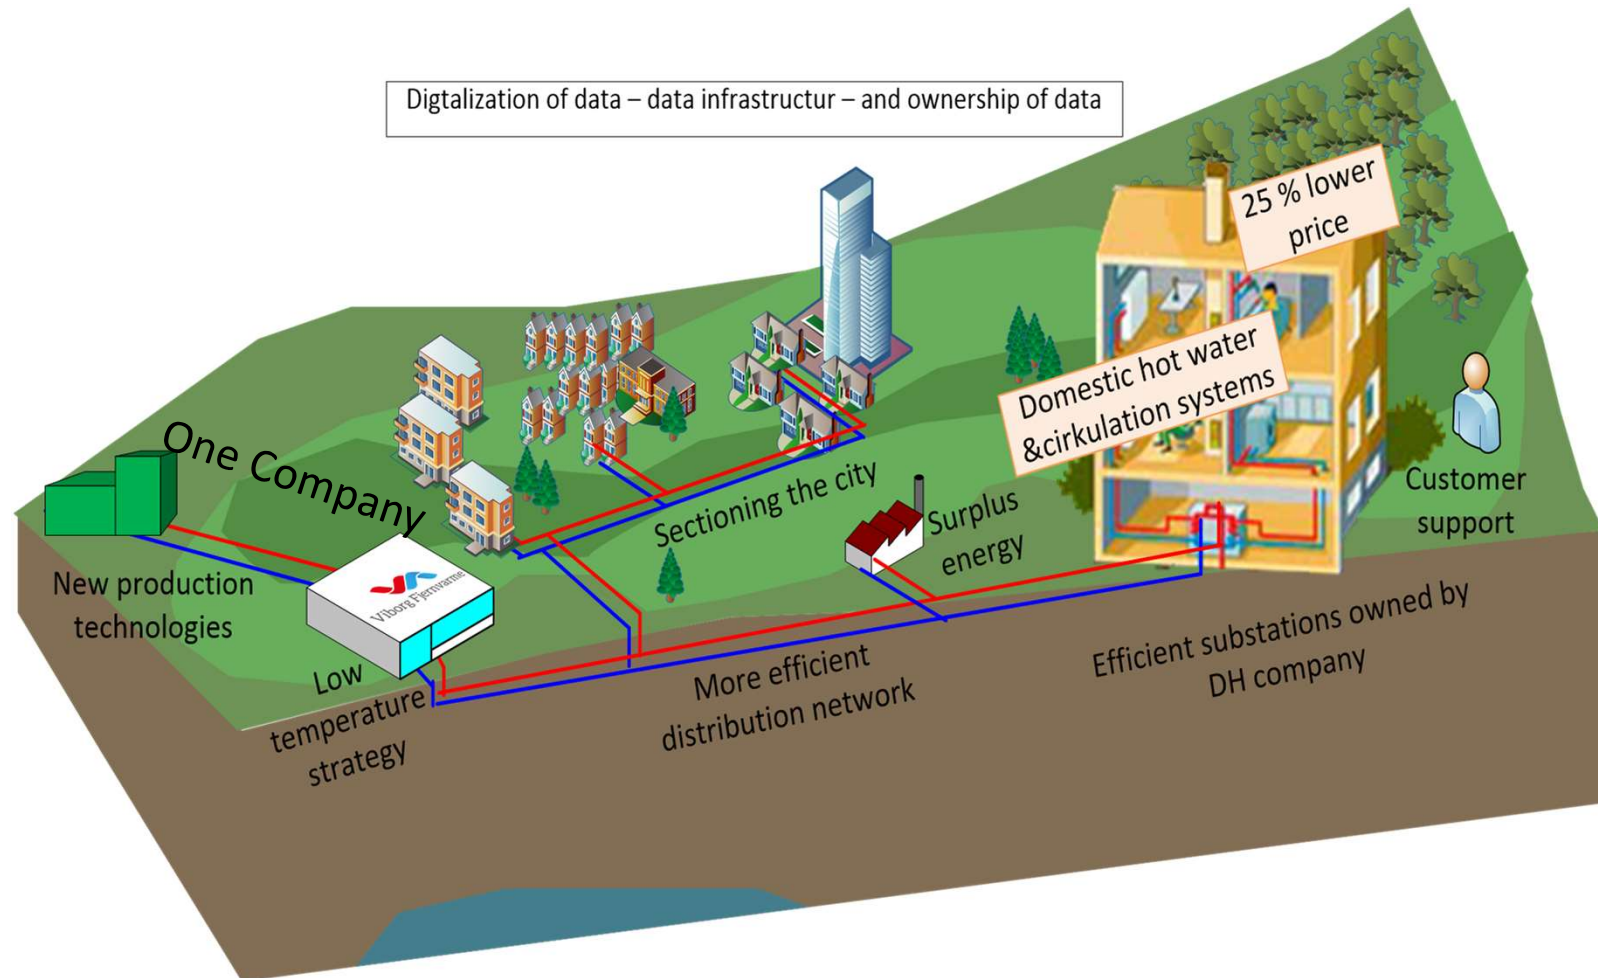 Digtalization of data – data infrastructur – and ownership of data
25 % lower
price
Domestic hot water
&cirkulation systems
One Company
Customer
support
Sectioning the city
Surplus
energy
New production
technologies
Viborg Fjernvarme
Low
temperature
strategy
More efficient
distribution network
Efficient substations owned by
DH company